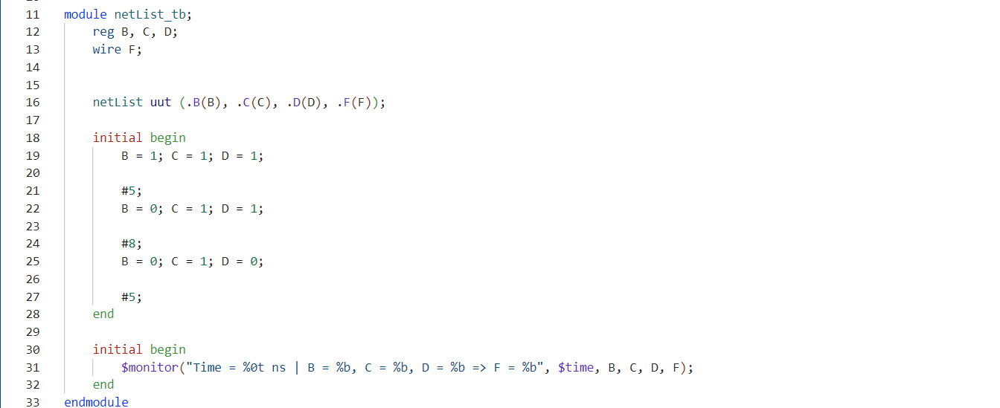 11 module netList_tb;
12 reg B, C, D;
13 wire F;
14
15
16 netList uut (.B(B), .C(C), .D(D), .F(F));
17
18 initial begin
19 B = 1; C = 1; D = 1;
20
21 #5;
22 B = 0; C = 1; D = 1;
23
24 #8;
25 B = 0; C = 1; D = 0;
26
27 #5;
28 end
29
30 initial begin
31 $monitor("Time = %0t ns | B = %b, C = %b, D = %b => F = %b", $time, B, C, D, F);
32 end
33 endmodule